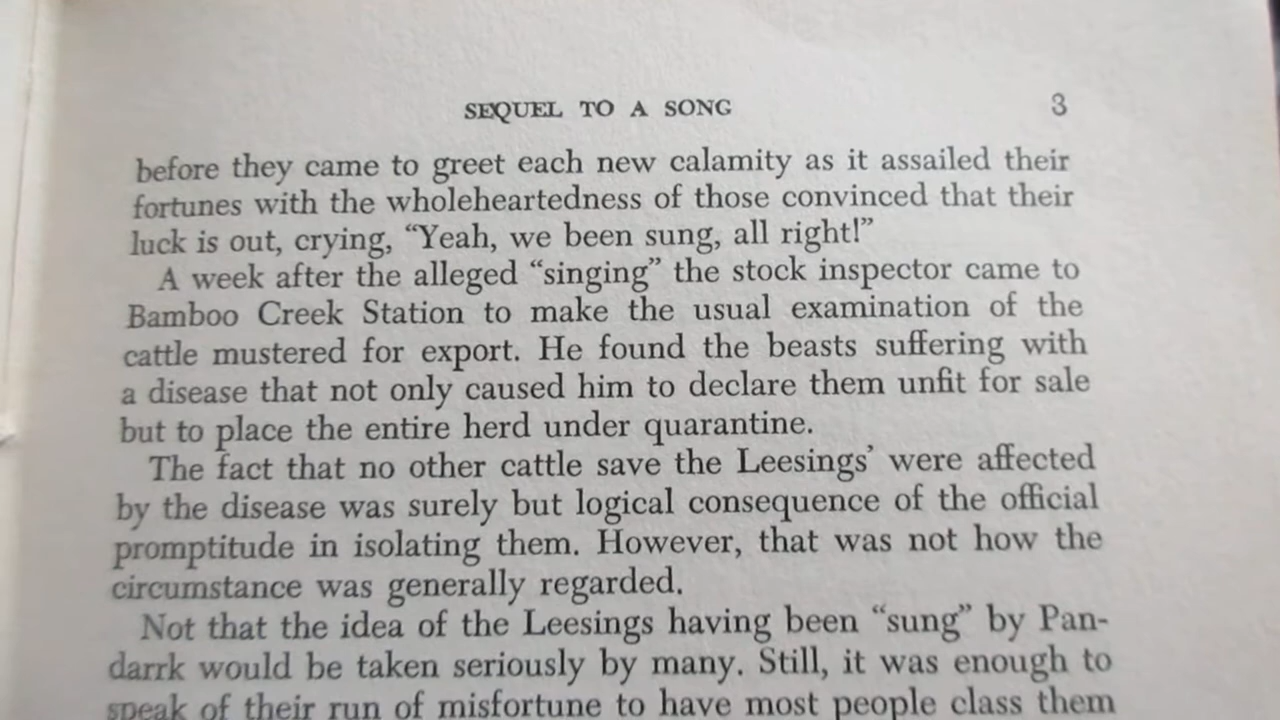 SEQUEL TO A SONG 3
before they came to greet each new calamity as it assailed their
fortunes with the wholeheartedness of those convinced that their
luck is out, crying, “Yeah, we been sung, all right!”
A week after the alleged “singing” the stock inspector came to
Bamboo Creek Station to make the usual examination of the
cattle mustered for export. He found the beasts suffering with
a disease that not only caused him to declare them unfit for sale
but to place the entire herd under quarantine.
The fact that no other cattle save the Leesings’ were affected
by the disease was surely but logical consequence of the official
promptitude in isolating them. However, that was not how the
circumstance was generally regarded.
Not that the idea of the Leesings having been “sung” by Pan-
darrk would be taken seriously by many. Still, it was enough to
speak of their run of misfortune to have most people class them